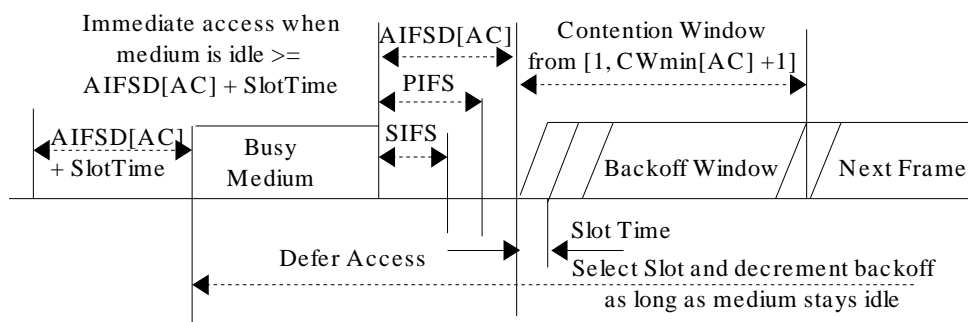 Immediate access when
medium is idle >=
AIFSD[AC] + SlotTime
AIFSD[AC]
+ SlotTime
Busy
Medium
AIFSD[AC]
PIFS
SIFS
Contention Window
from [1, CWmin[AC] +1]
Backoff Window
Next Frame
Slot Time
Defer Access
Select Slot and decrement backoff
as long as medium stays idle